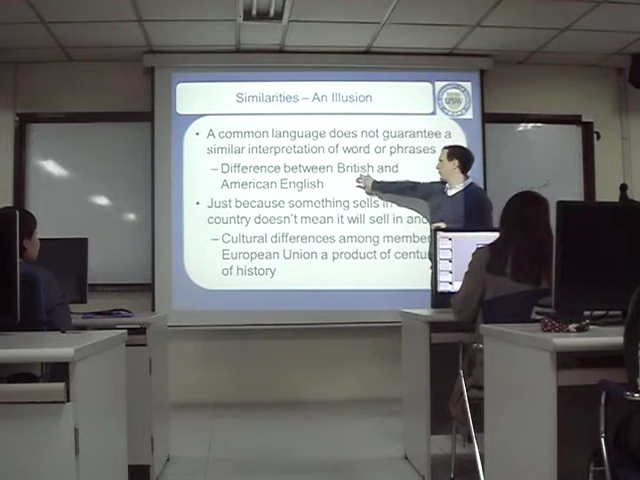 Similarities – An Illusion
• A common language does not guarantee a
similar interpretation of word or phrases
– Difference between British and
American English
• Just because something sells in
country doesn't mean it will sell in
– Cultural differences among
European Union a product of
of history